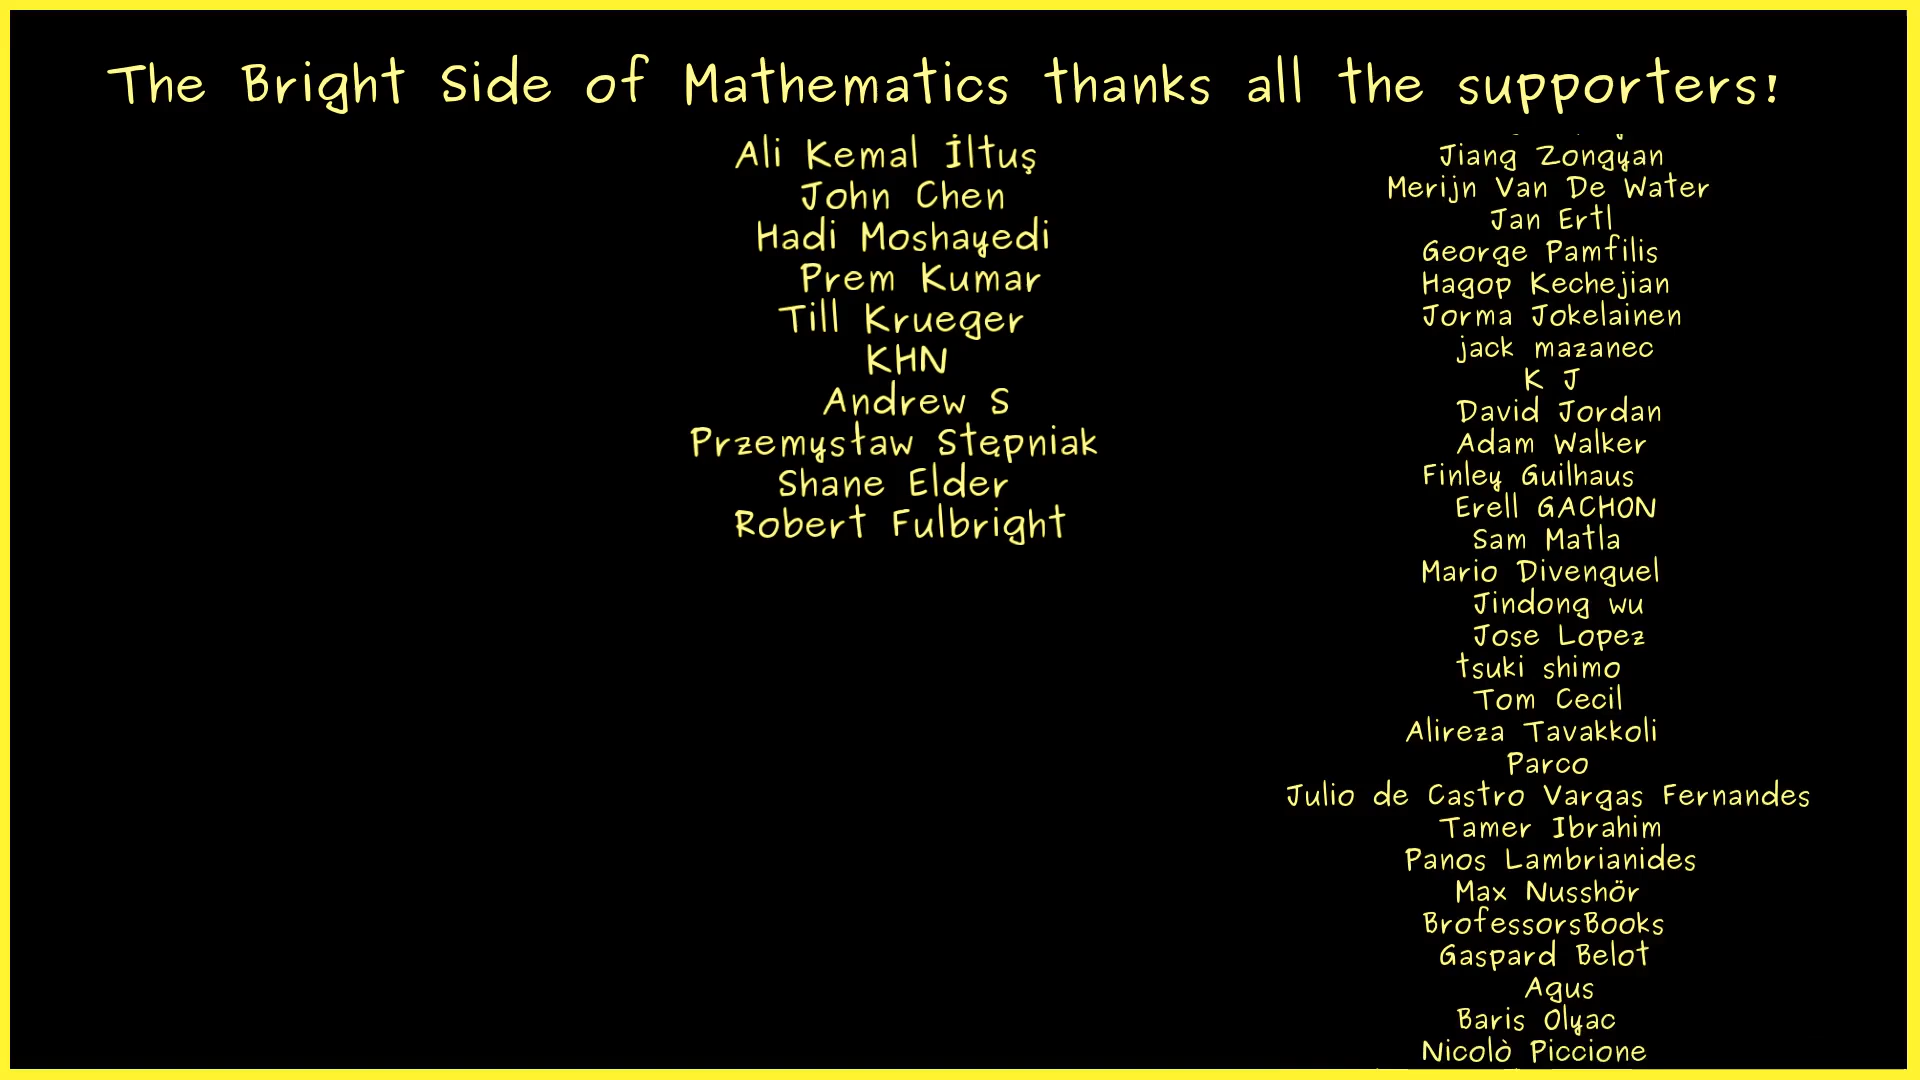 The Bright Side of Mathematics thanks all the supporters!
Ali Kemal İltuş
John Chen
Hadi Moshayedi
Prem Kumar
Till Krueger
KHN
Andrew S
Przemysław Stępniak
Shane Elder
Robert Fulbright
Jiang Zongyan
Merijn Van De Water
Jan Ertl
George Pamfilis
Hagop Kechejian
Jorma Jokelainen
jack mazanec
K J
David Jordan
Adam Walker
Finley Guilhaus
Erell GACHON
Sam Matla
Mario Divenguel
Jindong wu
Jose Lopez
tsuki shimo
Tom Cecil
Alireza Tavakkoli
Parco
Julio de Castro Vargas Fernandes
Tamer Ibrahim
Panos Lambrianides
Max Nusshör
BrofessorsBooks
Gaspard Belot
Agus
Baris Olyac
Nicolò Piccione